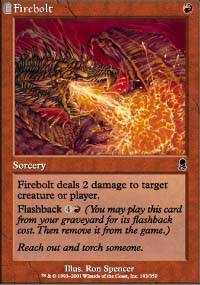 Firebolt
Sorcery
Firebolt deals 2 damage to target
creature or player.
Flashback 4 (You may play this card
from your graveyard for its flashback
cost. Then remove it from the game.)
Reach out and torch someone.
Illus. Ron Spencer
™ & © 1993-2001 Wizards of the Coast, Inc. 193/350